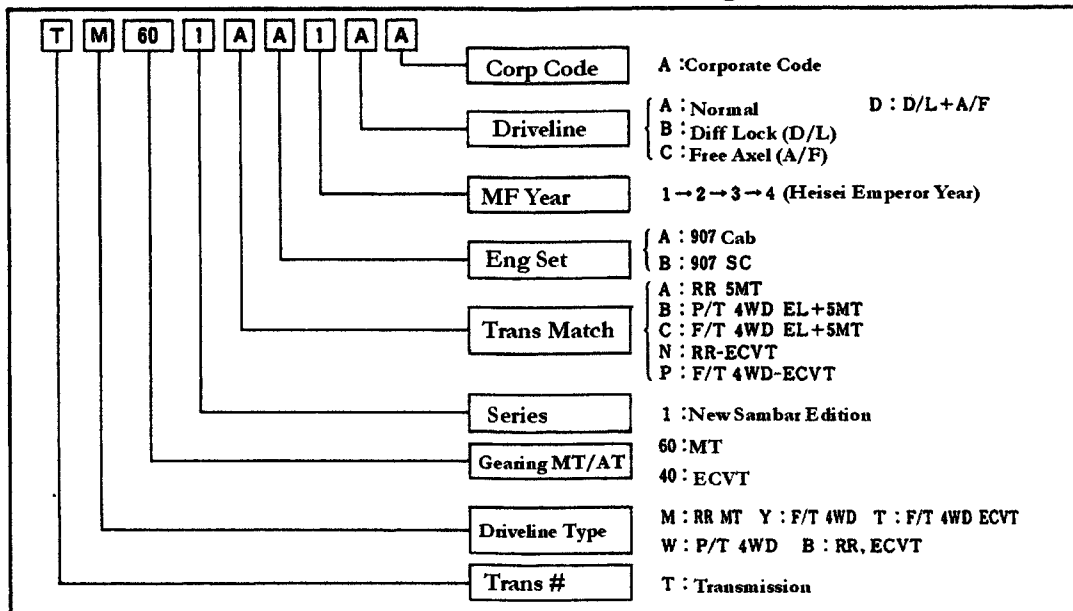 T M 60 1 A A 1 A A
Corp Code A : Corporate Code
Driveline A : Normal D : D/L+A/F
B : Diff Lock (D/L)
C : Free Axel (A/F)
MF Year 1→2→3→4 (Heisei Emperor Year)
Eng Set A : 907 Cab
B : 907 SC
Trans Match A : RR 5MT
B : P/T 4WD EL+5MT
C : F/T 4WD EL+5MT
N : RR-ECVT
P : F/T 4WD-ECVT
Series 1 : New Sambar Edition
Gearing MT/AT 60 : MT
40 : ECVT
Driveline Type M : RR MT Y : F/T 4WD T : F/T 4WD ECVT
W : P/T 4WD B : RR, ECVT
Trans # T : Transmission